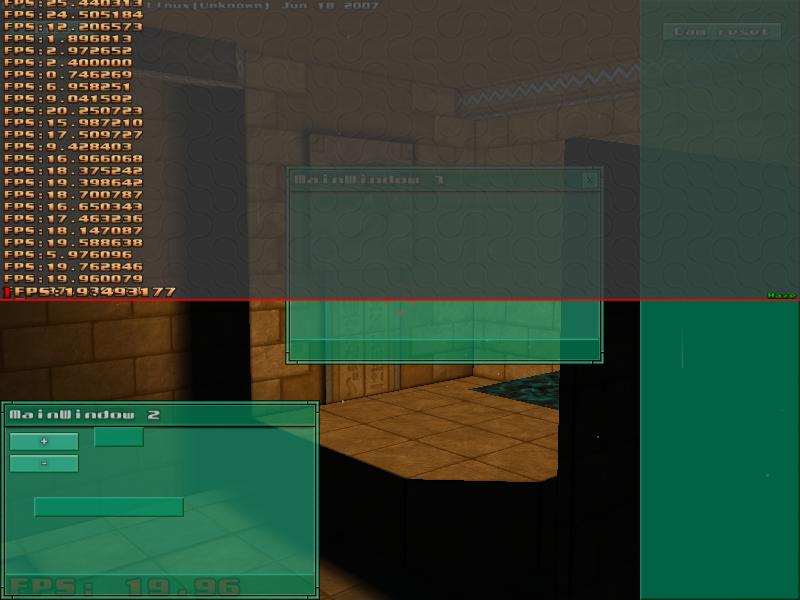 FPS:25.440313
Linux(Unknown) Jun 18 2007
FPS:24.505184
FPS:12.206573
FPS:1.896813
Cam reset
FPS:2.972652
FPS:2.400000
FPS:0.746269
FPS:6.958251
FPS:9.041592
FPS:20.250723
FPS:15.987210
FPS:17.509727
FPS:9.428403
FPS:16.966068
FPS:18.375242
MainWindow 1
X
FPS:19.398642
FPS:18.700787
FPS:16.650343
FPS:17.463236
FPS:18.147087
FPS:19.588638
FPS:5.976096
FPS:19.762846
FPS:19.960079
FPS:19.493177
Haze
MainWindow 2
+
-
FPS: 19.96